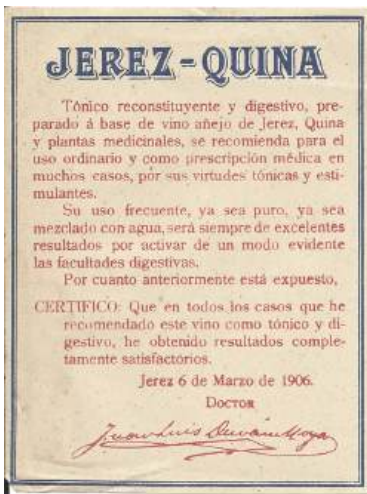 JEREZ-QUINA
Tónico reconstituyente y digestivo, pre-
parado á base de vino añejo de Jerez, Quina
y plantas medicinales, se recomienda para el
uso ordinario y como prescripción médica en
muchos casos, por sus virtudes tónicas y esti-
mulantes.
Su uso frecuente, ya sea puro, ya sea
mezclado con agua, será siempre de excelentes
resultados por activar de un modo evidente
las facultades digestivas.
Por cuanto anteriormente está expuesto,
CERTIFICO: Que en todos los casos que he
recomendado este vino como tónico y di-
gestivo, he obtenido resultados comple-
tamente satisfactorios.
Jerez 6 de Marzo de 1906.
DOCTOR
Juan Luis Durán Moya